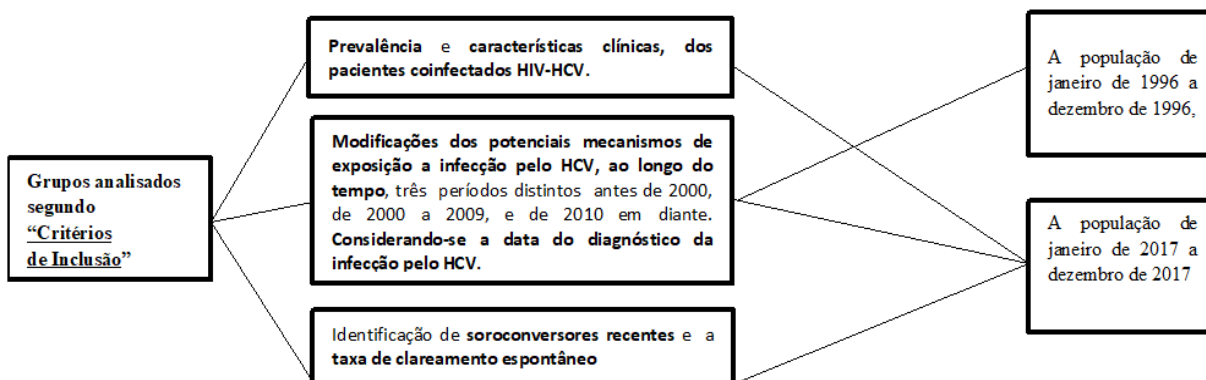 Grupos analisados
segundo
“Critérios
de Inclusão”
Prevalência e características clínicas, dos
pacientes coinfectados HIV-HCV.
Modificações dos potenciais mecanismos de
exposição a infecção pelo HCV, ao longo do
tempo, três períodos distintos antes de 2000,
de 2000 a 2009, e de 2010 em diante.
Considerando-se a data do diagnóstico da
infecção pelo HCV.
Identificação de soroconversores recentes e a
taxa de clareamento espontâneo
A população de
janeiro de 1996 a
dezembro de 1996,
A população de
janeiro de 2017 a
dezembro de 2017